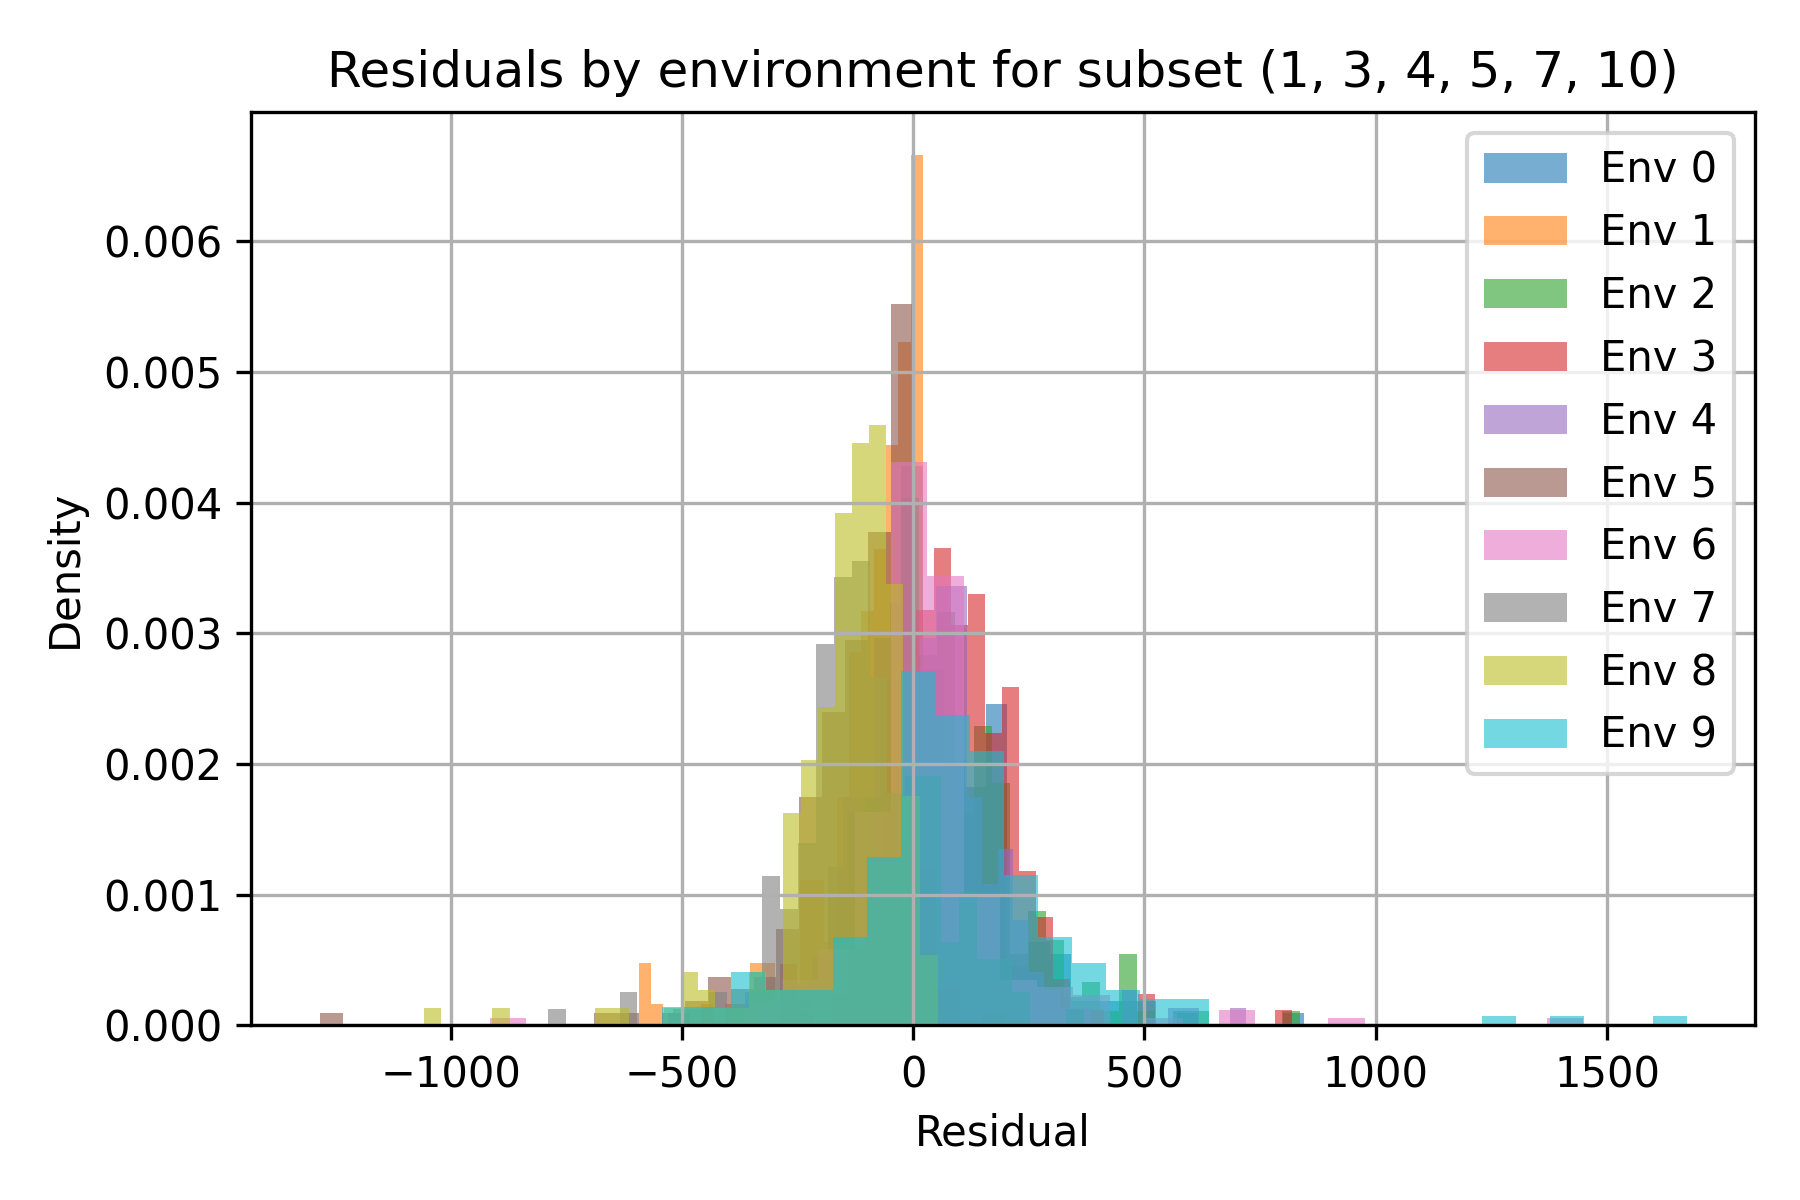 Residuals by environment for subset (1, 3, 4, 5, 7, 10)
Density
0.006
0.005
0.004
0.003
0.002
0.001
0.000
−1000
−500
0
500
1000
1500
Residual
Env 0
Env 1
Env 2
Env 3
Env 4
Env 5
Env 6
Env 7
Env 8
Env 9